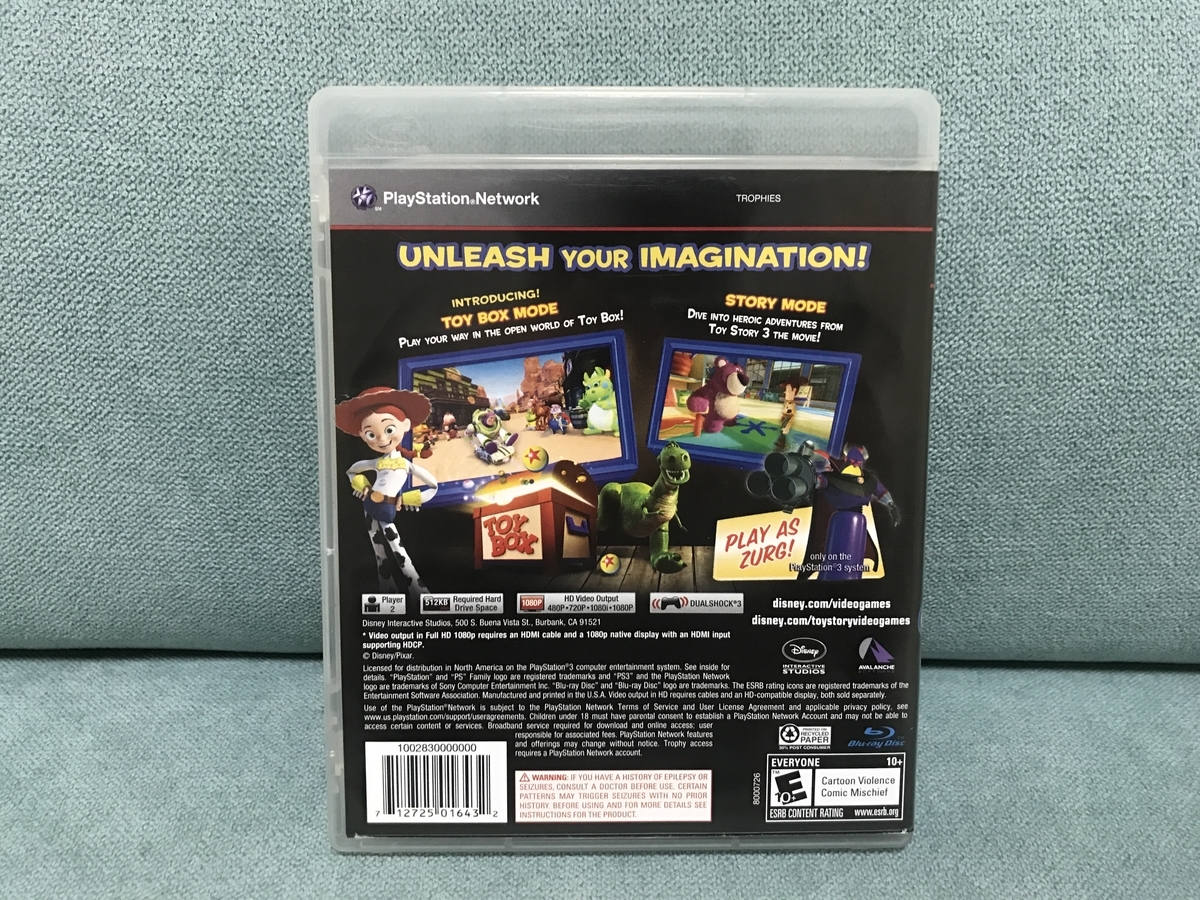 PlayStation®Network
SM
TROPHIES
UNLEASH YOUR IMAGINATION!
INTRODUCING!
TOY BOX MODE
PLAY YOUR WAY IN THE OPEN WORLD OF TOY BOX!
STORY MODE
DIVE INTO HEROIC ADVENTURES FROM
TOY STORY 3 THE MOVIE!
TOY
BOX
PLAY AS
ZURG!
only on the
PlayStation®3 system
Player
2
512KB
Required Hard
Drive Space
1080P
HD Video Output
480P•720P•1080i•1080P
DUALSHOCK®3
disney.com/videogames
disney.com/toystoryvideogames
Disney Interactive Studios, 500 S. Buena Vista St., Burbank, CA 91521
* Video output in Full HD 1080p requires an HDMI cable and a 1080p native display with an HDMI input
supporting HDCP.
© Disney/Pixar.
Disney
INTERACTIVE
STUDIOS
AVALANCHE
Licensed for distribution in North America on the PlayStation®3 computer entertainment system. See inside for
details. "PlayStation" and "PS" Family logo are registered trademarks and "PS3" and the PlayStation Network
logo are trademarks of Sony Computer Entertainment Inc. "Blu-ray Disc" and "Blu-ray Disc" logo are trademarks. The ESRB rating icons are registered trademarks of the
Entertainment Software Association. Manufactured and printed in the U.S.A. Video output in HD requires cables and an HD-compatible display, both sold separately.
Use of the PlayStation®Network is subject to the PlayStation Network Terms of Service and User License Agreement and applicable privacy policy, see
www.us.playstation.com/support/useragreements. Children under 18 must have parental consent to establish a PlayStation Network Account and may not be able to
access certain content or services. Broadband service required for download and online access; user
responsible for associated fees. PlayStation Network features
and offerings may change without notice. Trophy access
requires a PlayStation Network account.
PRINTED ON
RECYCLED
PAPER
30% POST CONSUMER
Blu-ray Disc
1002830000000
7 12725 01643 2
WARNING: IF YOU HAVE A HISTORY OF EPILEPSY OR
SEIZURES, CONSULT A DOCTOR BEFORE USE. CERTAIN
PATTERNS MAY TRIGGER SEIZURES WITH NO PRIOR
HISTORY. BEFORE USING AND FOR MORE DETAILS SEE
INSTRUCTIONS FOR THE PRODUCT.
8000726
EVERYONE 10+
E
10+
Cartoon Violence
Comic Mischief
ESRB CONTENT RATING www.esrb.org